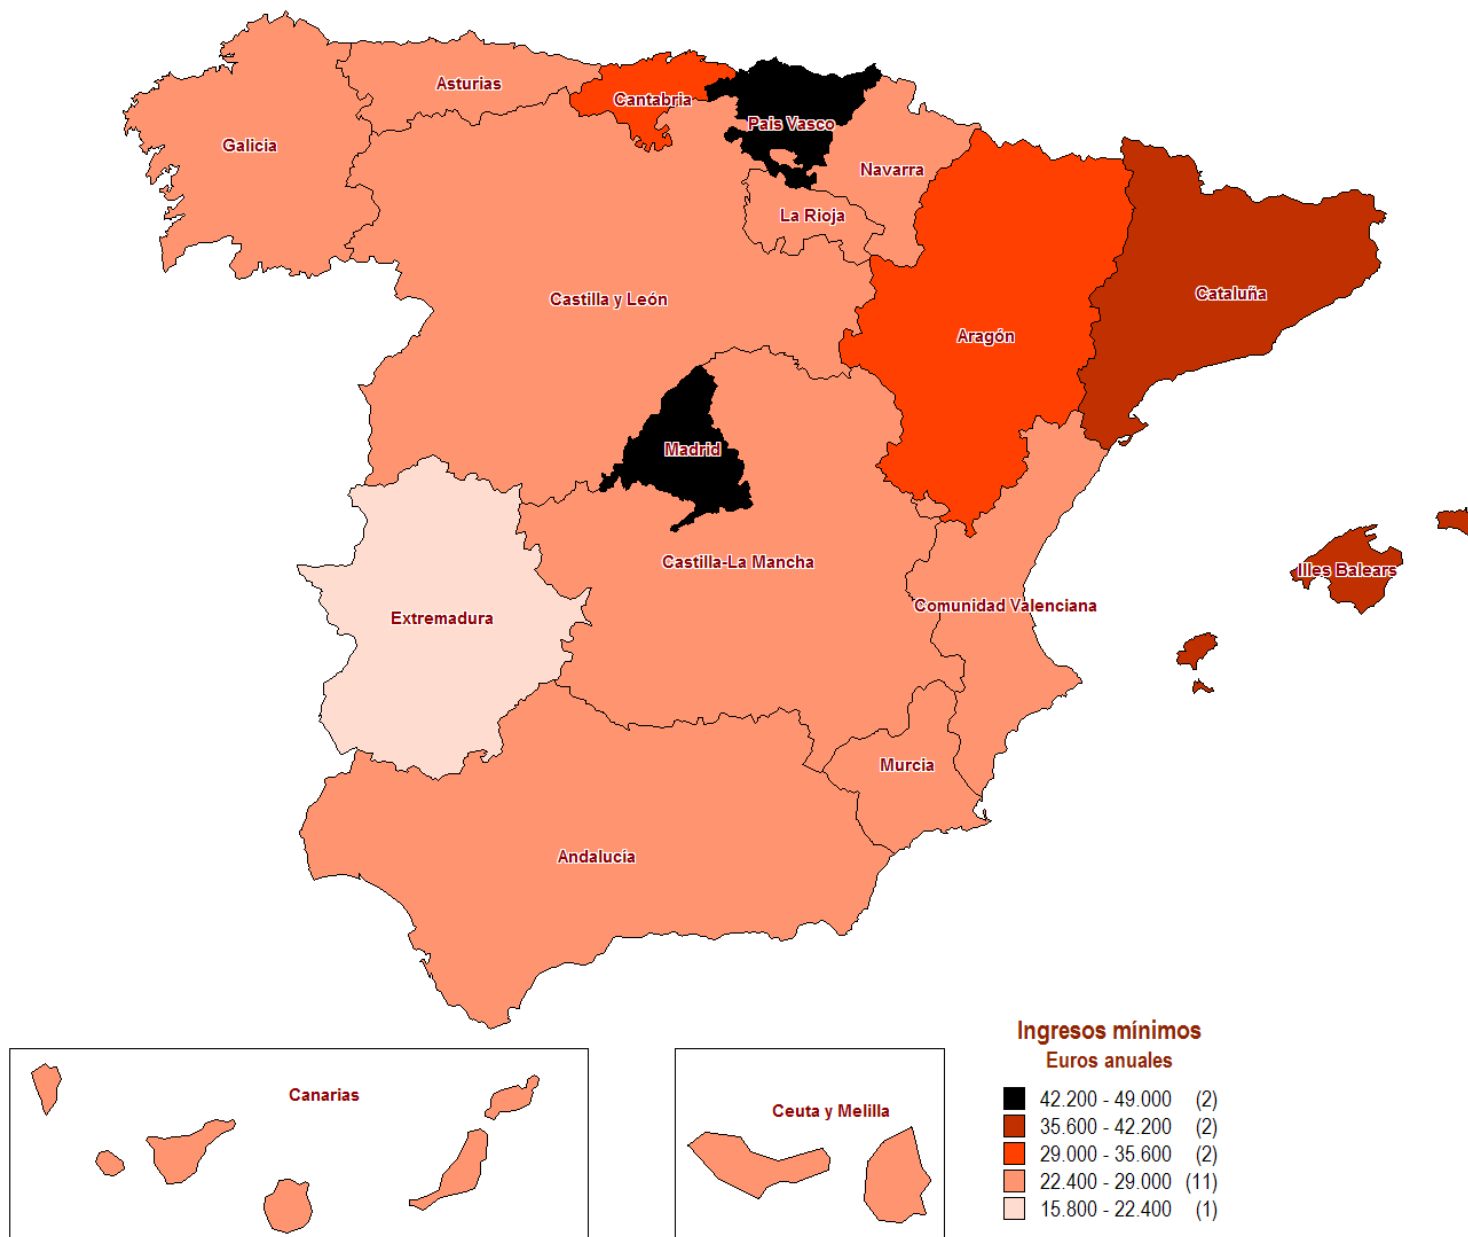 Asturias
Cantabria
Pais Vasco
Galicia
Navarra
La Rioja
Castilla y León
Cataluña
Aragón
Madrid
Castilla-La Mancha
Illes Balears
Comunidad Valenciana
Extremadura
Murcia
Andalucía
Ingresos mínimos
Euros anuales
42.200 - 49.000 (2)
35.600 - 42.200 (2)
29.000 - 35.600 (2)
22.400 - 29.000 (11)
15.800 - 22.400 (1)
Canarias
Ceuta y Melilla